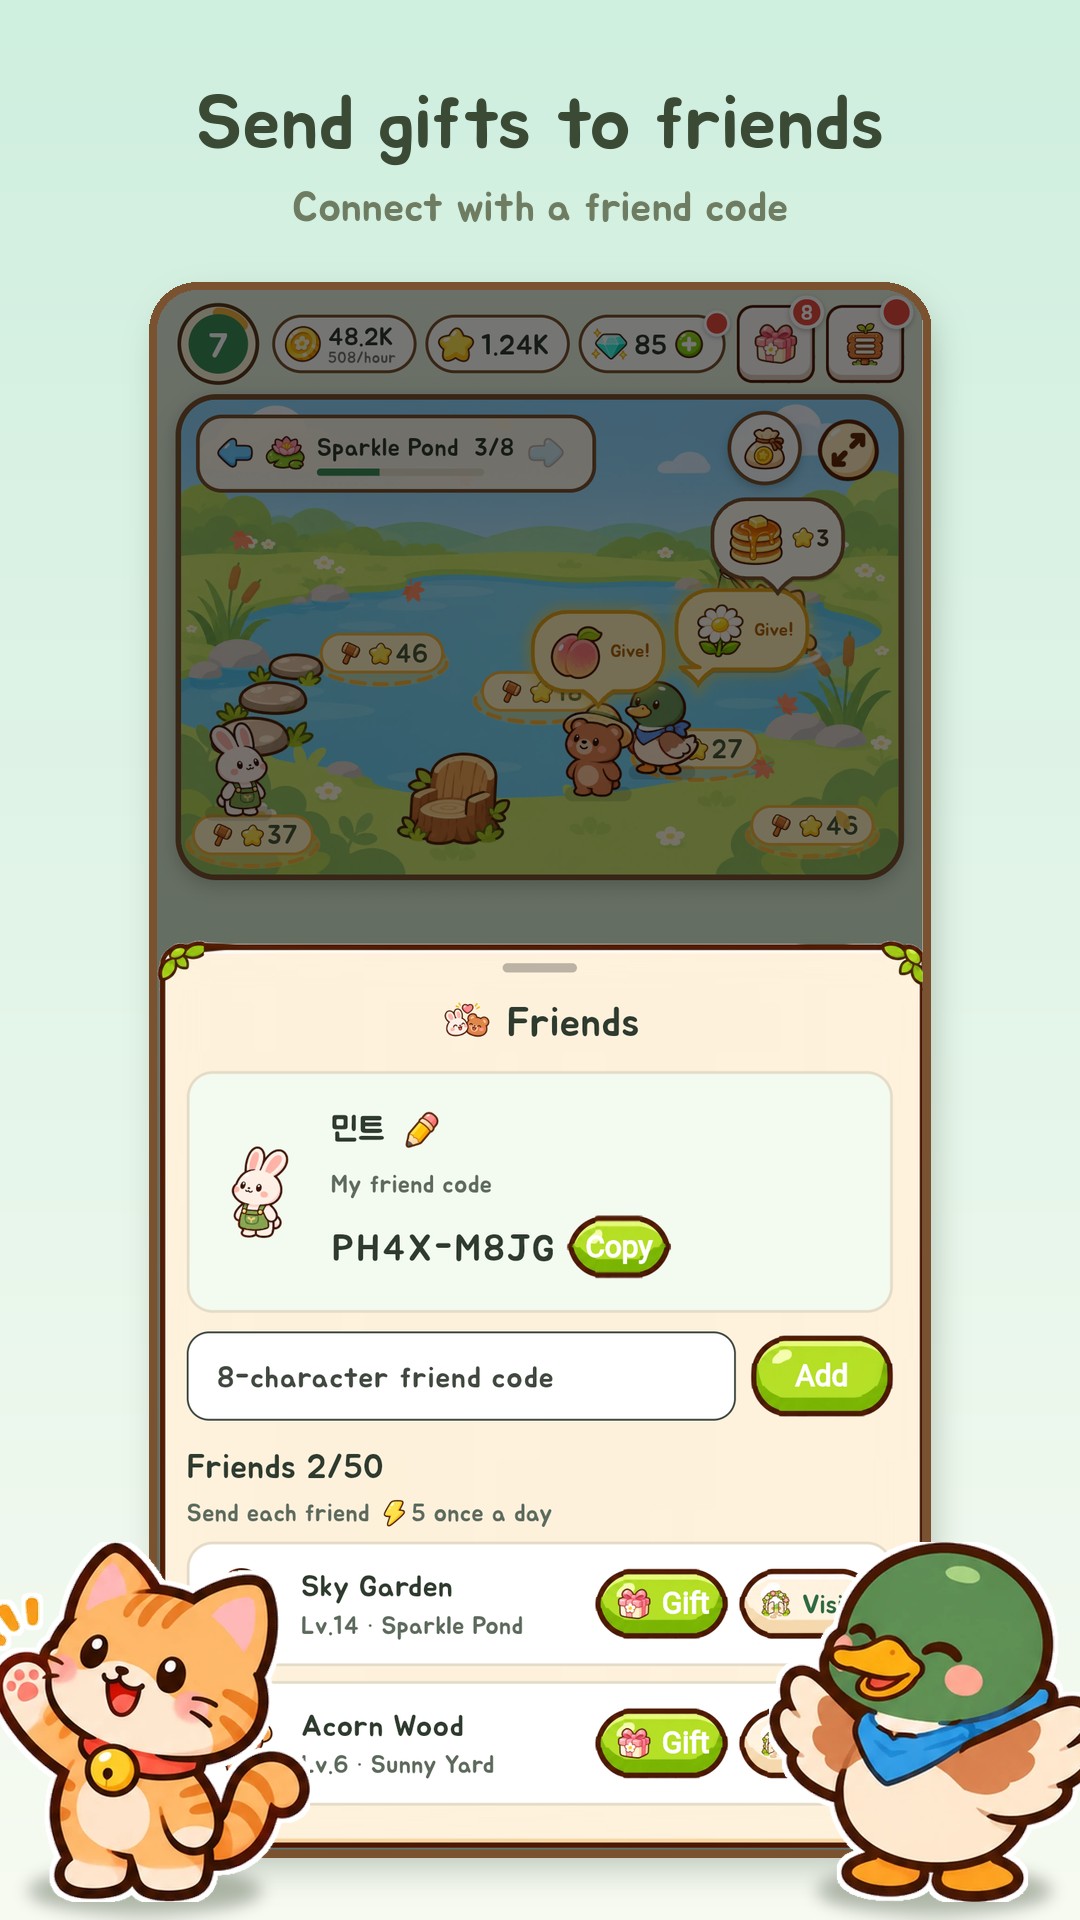 Send gifts to friends
Connect with a friend code
7
48.2K
508/hour
1.24K
85
8
Sparkle Pond 3/8
3
Give!
Give!
46
27
37
46
Friends
민트
My friend code
PH4X-M8JG
Copy
8-character friend code
Add
Friends 2/50
Send each friend 5 once a day
Sky Garden
Lv.14 · Sparkle Pond
Gift
Acorn Wood
.v.6 · Sunny Yard
Gift